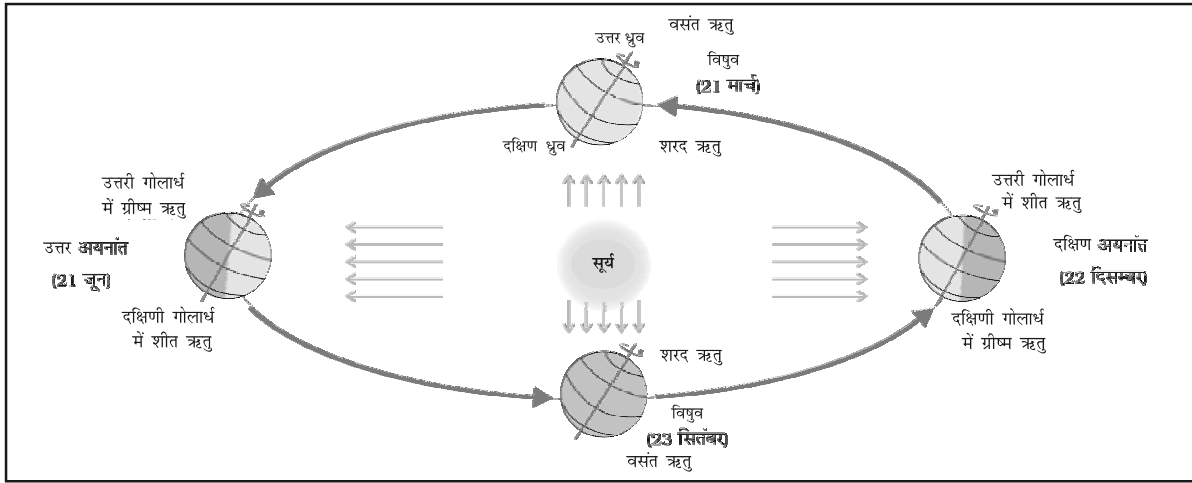 वसंत ऋतु
उत्तर ध्रुव
विषुव
(21 मार्च)
दक्षिण ध्रुव
शरद ऋतु
उत्तरी गोलार्ध
में ग्रीष्म ऋतु
उत्तर अयनांत
(21 जून)
दक्षिणी गोलार्ध
में शीत ऋतु
सूर्य
उत्तरी गोलार्ध
में शीत ऋतु
दक्षिण अयनांत
(22 दिसम्बर)
दक्षिणी गोलार्ध
में ग्रीष्म ऋतु
शरद ऋतु
विषुव
(23 सितंबर)
वसंत ऋतु